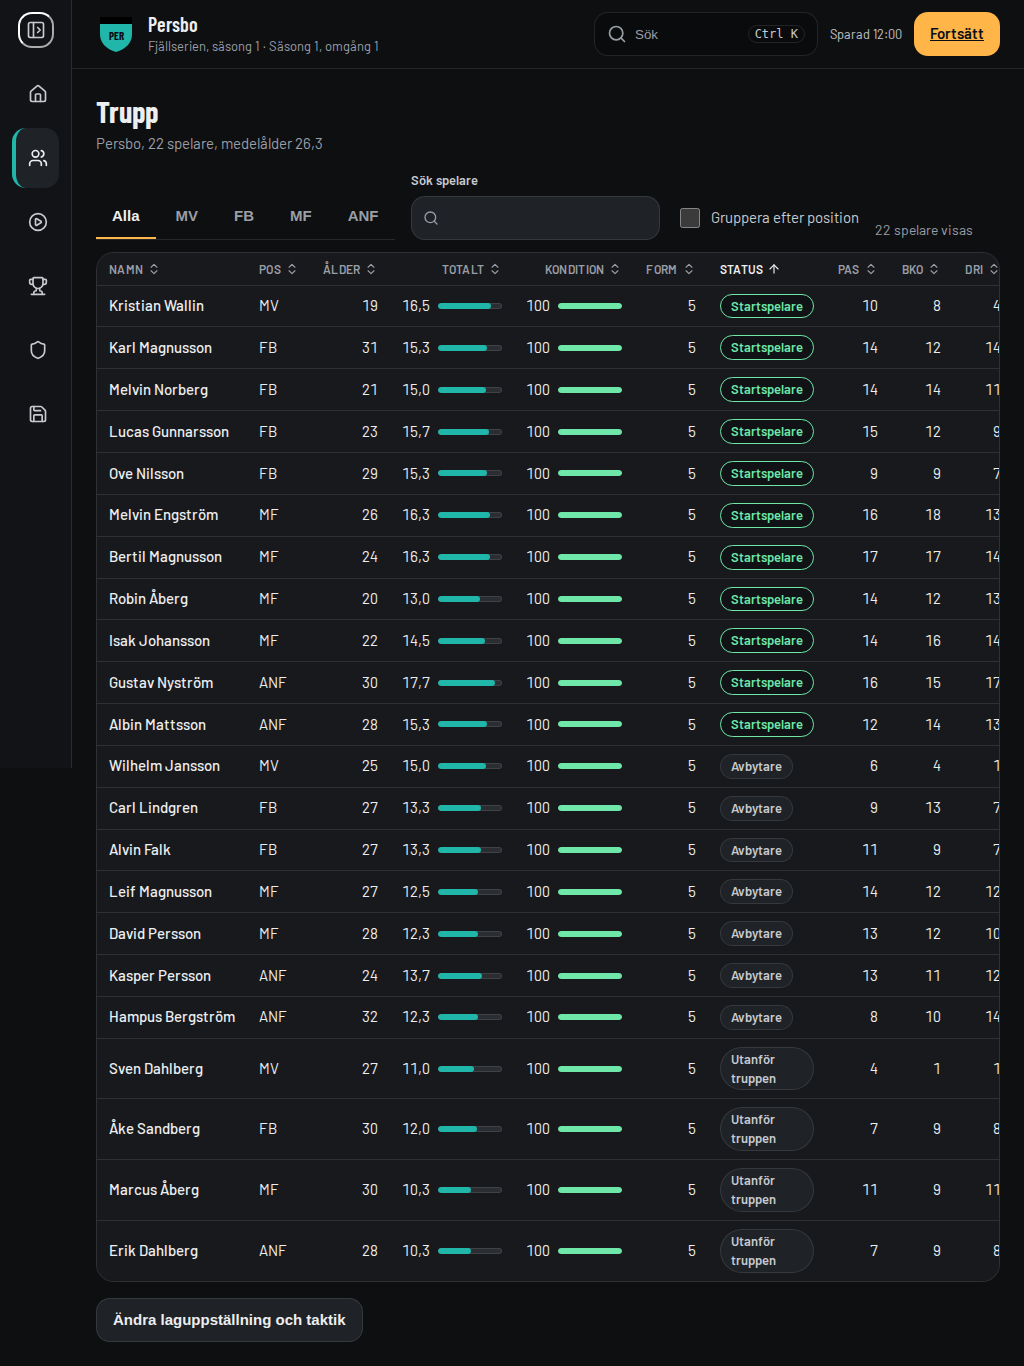 PER
Persbo
Fjällserien, säsong 1 · Säsong 1, omgång 1
Sök
Ctrl K
Sparad 12:00
Fortsätt
Trupp
Persbo, 22 spelare, medelålder 26,3
Sök spelare
Alla MV FB MF ANF
Gruppera efter position
22 spelare visas
NAMN POS ÅLDER TOTALT KONDITION FORM STATUS PAS BKO DRI
Kristian Wallin MV 19 16,5 100 5 Startspelare 10 8 4
Karl Magnusson FB 31 15,3 100 5 Startspelare 14 12 14
Melvin Norberg FB 21 15,0 100 5 Startspelare 14 14 11
Lucas Gunnarsson FB 23 15,7 100 5 Startspelare 15 12 9
Ove Nilsson FB 29 15,3 100 5 Startspelare 9 9 7
Melvin Engström MF 26 16,3 100 5 Startspelare 16 18 13
Bertil Magnusson MF 24 16,3 100 5 Startspelare 17 17 14
Robin Åberg MF 20 13,0 100 5 Startspelare 14 12 13
Isak Johansson MF 22 14,5 100 5 Startspelare 14 16 14
Gustav Nyström ANF 30 17,7 100 5 Startspelare 16 15 17
Albin Mattsson ANF 28 15,3 100 5 Startspelare 12 14 13
Wilhelm Jansson MV 25 15,0 100 5 Avbytare 6 4 1
Carl Lindgren FB 27 13,3 100 5 Avbytare 9 13 7
Alvin Falk FB 27 13,3 100 5 Avbytare 11 9 7
Leif Magnusson MF 27 12,5 100 5 Avbytare 14 12 12
David Persson MF 28 12,3 100 5 Avbytare 13 12 10
Kasper Persson ANF 24 13,7 100 5 Avbytare 13 11 12
Hampus Bergström ANF 32 12,3 100 5 Avbytare 8 10 14
Sven Dahlberg MV 27 11,0 100 5 Utanför truppen 4 1 1
Åke Sandberg FB 30 12,0 100 5 Utanför truppen 7 9 8
Marcus Åberg MF 30 10,3 100 5 Utanför truppen 11 9 11
Erik Dahlberg ANF 28 10,3 100 5 Utanför truppen 7 9 8
Ändra laguppställning och taktik